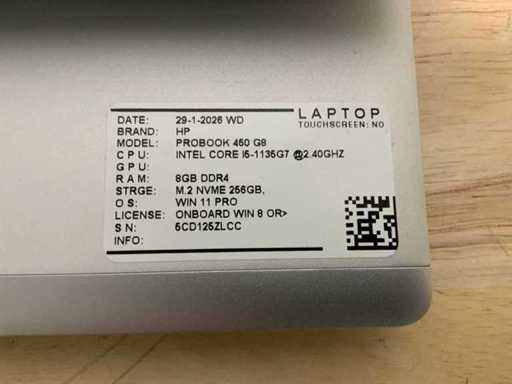 LAPTOP
TOUCHSCREEN: NO
DATE: 29-1-2026 WD
BRAND: HP
MODEL: PROBOOK 450 G8
CPU: INTEL CORE I5-1135G7 @2.40GHZ
GPU:
RAM: 8GB DDR4
STRGE: M.2 NVME 256GB,
OS: WIN 11 PRO
LICENSE: ONBOARD WIN 8 OR>
SN: 5CD125ZLCC
INFO: